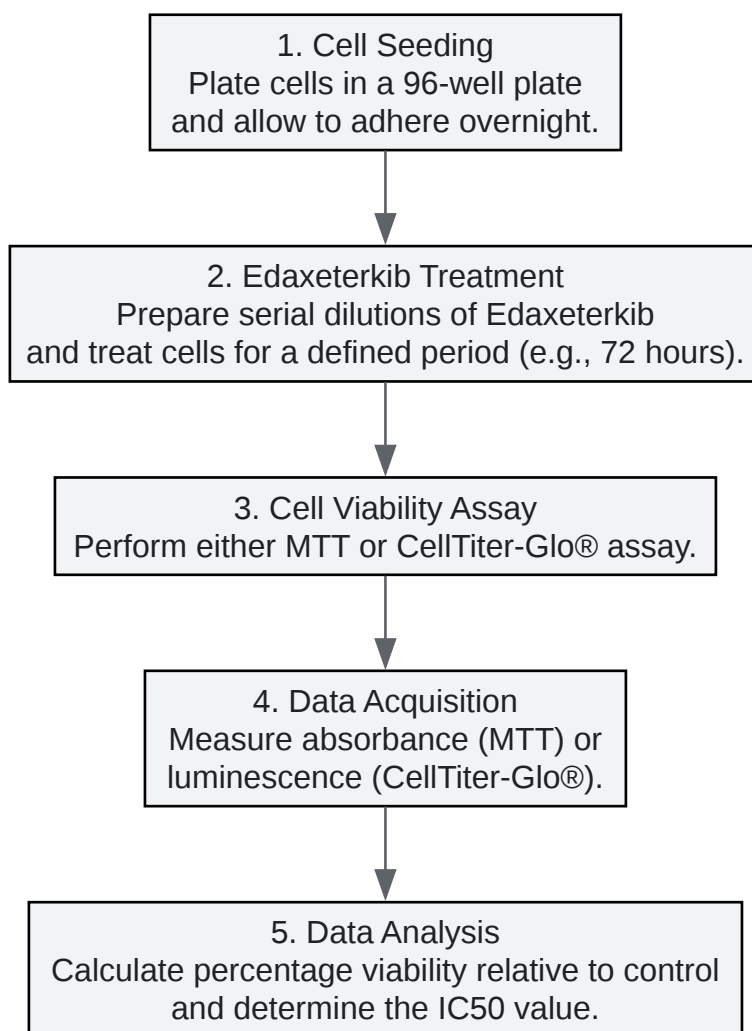 1. Cell Seeding
Plate cells in a 96-well plate
and allow to adhere overnight.
2. Edaxeterkib Treatment
Prepare serial dilutions of Edaxeterkib
and treat cells for a defined period (e.g., 72 hours).
3. Cell Viability Assay
Perform either MTT or CellTiter-Glo® assay.
4. Data Acquisition
Measure absorbance (MTT) or
luminescence (CellTiter-Glo®).
5. Data Analysis
Calculate percentage viability relative to control
and determine the IC50 value.